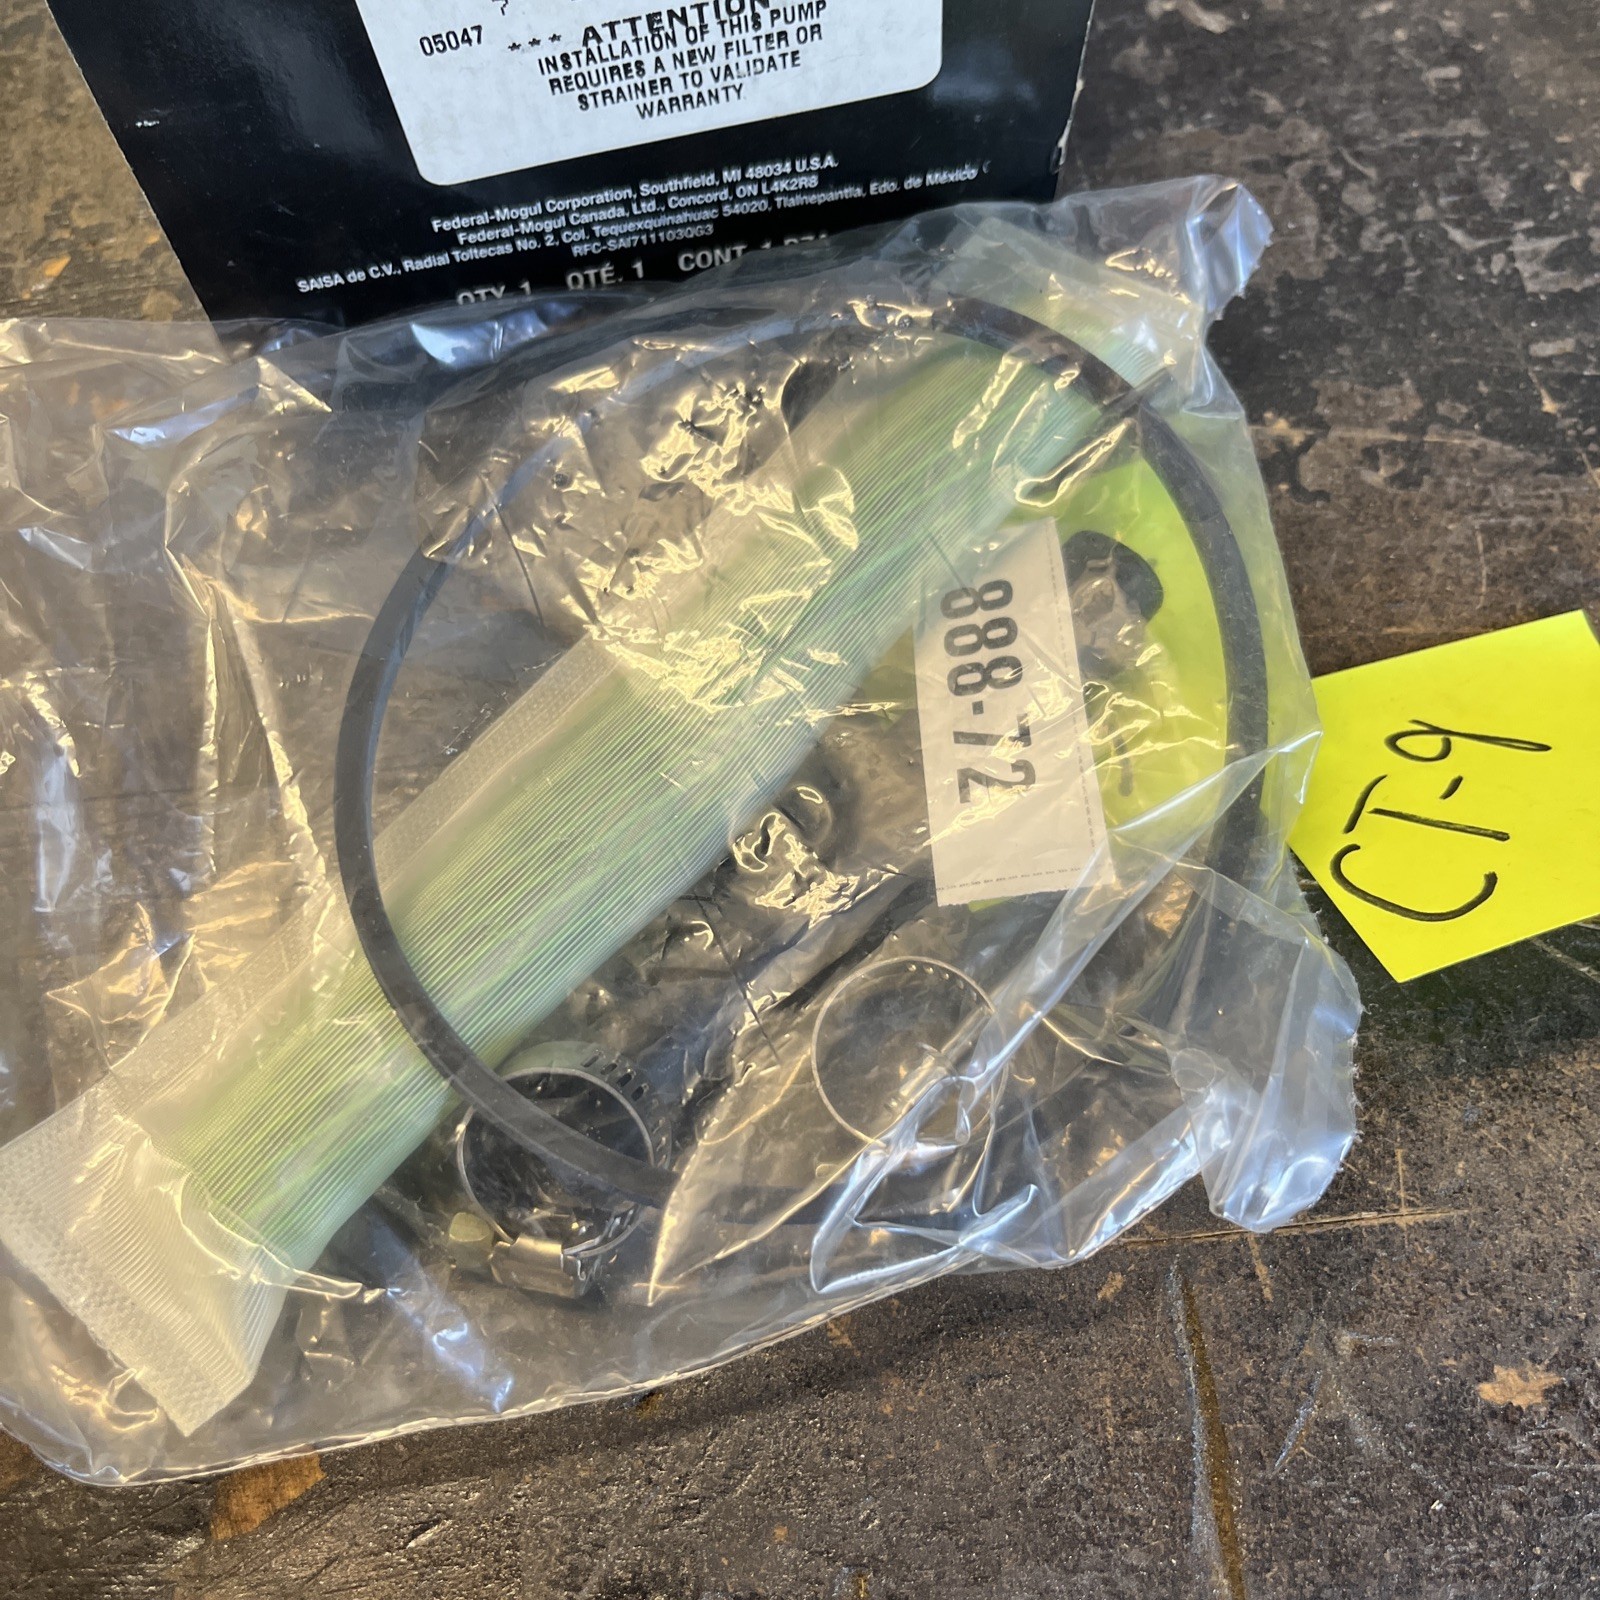 05047
*** ATTENTION
INSTALLATION OF THIS PUMP
REQUIRES A NEW FILTER OR
STRAINER TO VALIDATE
WARRANTY
Federal-Mogul Corporation, Southfield, MI 48034 U.S.A.
Federal-Mogul Canada, Ltd., Concord, ON L4K2R8
SAISA de C.V., Radial Toltecas No. 2, Col. Tequexquinahuac 54020, Tlalnepantla, Edo. de México
RFC-SAI711103QG3
QTY. 1 QTÉ. 1 CONT. 1
888-72
CT-9